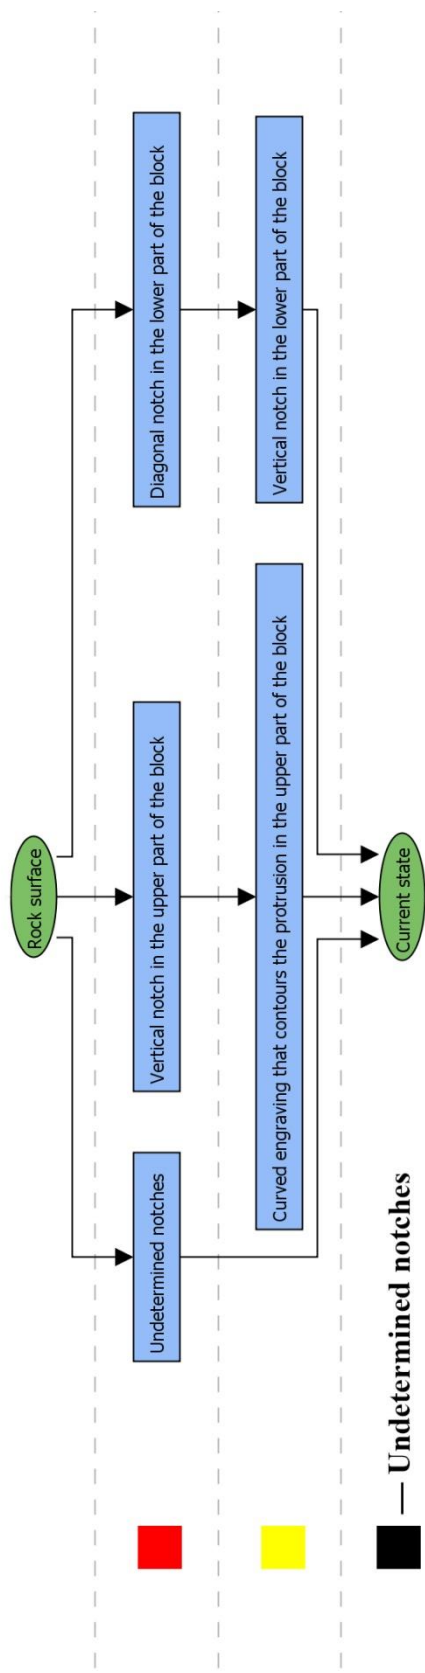 Rock surface
Undetermined notches
Vertical notch in the upper part of the block
Diagonal notch in the lower part of the block
Curved engraving that contours the protrusion in the upper part of the block
Vertical notch in the lower part of the block
Current state
— Undetermined notches